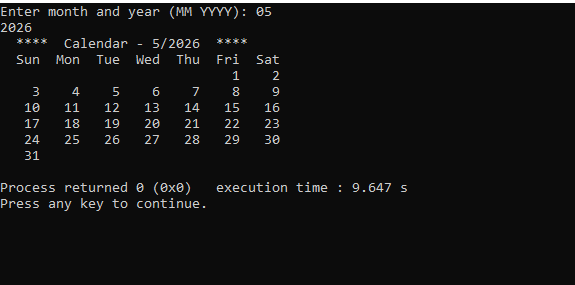 Enter month and year (MM YYYY): 05
2026
  ****  Calendar - 5/2026  ****
  Sun  Mon  Tue  Wed  Thu  Fri  Sat
                             1    2
    3    4    5    6    7    8    9
   10   11   12   13   14   15   16
   17   18   19   20   21   22   23
   24   25   26   27   28   29   30
   31
Process returned 0 (0x0)   execution time : 9.647 s
Press any key to continue.